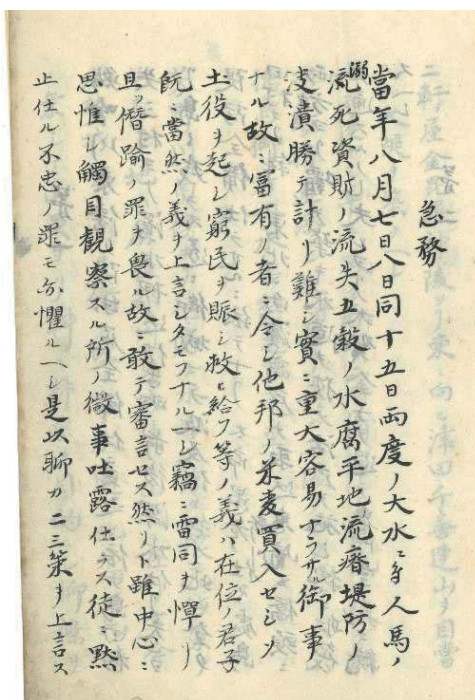 急務
當年八月七日八日同十五日両度ノ大水ニテ人馬ノ
溺流死資財ノ流失五穀ノ水腐平地流瘠堤防ノ
决潰勝テ計リ難シ實ニ重大容易ナラサル御事
ナル故ニ富有ノ者ニ令シ他邦ノ米麦買入セシメ
土役ヲ起シ窮民ヲ賑シ救ヒ給フ等ノ義ハ在位ノ君子
既ニ當然ノ義ヲ上言シタモフナルヘシ竊ニ雷同ヲ憚リ
且ツ僭踰ノ罪ヲ畏ル故ニ敢テ審言セス然リト雖中心ニ
思惟シ觸目観察スル所ノ微事吐露仕ラス徒ニ黙
止仕ル不忠ノ罪モ亦懼ルヘシ是以聊カ二三策ヲ上言ス